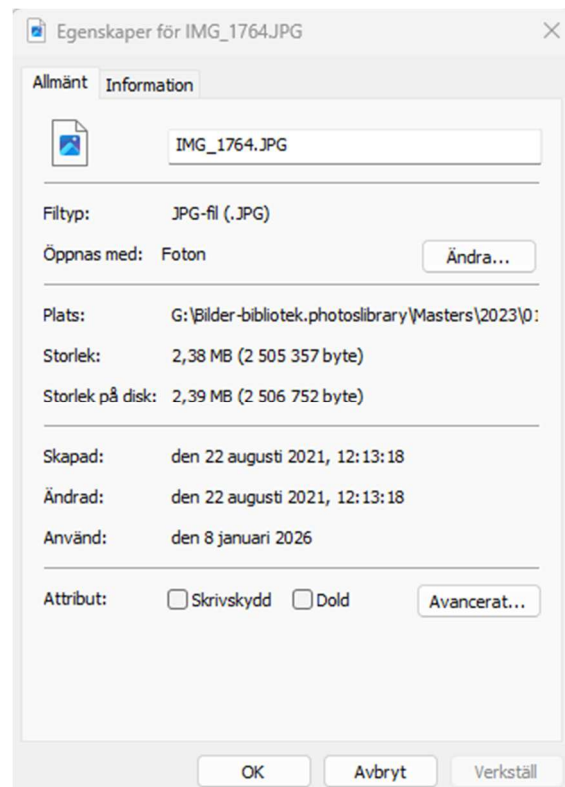 Egenskaper för IMG_1764.JPG
Allmänt Information
IMG_1764.JPG
Filtyp: JPG-fil (.JPG)
Öppnas med: Foton Ändra...
Plats: G:\Bilder-bibliotek.photoslibrary\Masters\2023\01
Storlek: 2,38 MB (2 505 357 byte)
Storlek på disk: 2,39 MB (2 506 752 byte)
Skapad: den 22 augusti 2021, 12:13:18
Ändrad: den 22 augusti 2021, 12:13:18
Använd: den 8 januari 2026
Attribut: Skrivskydd Dold Avancerat...
OK Avbryt Verkställ